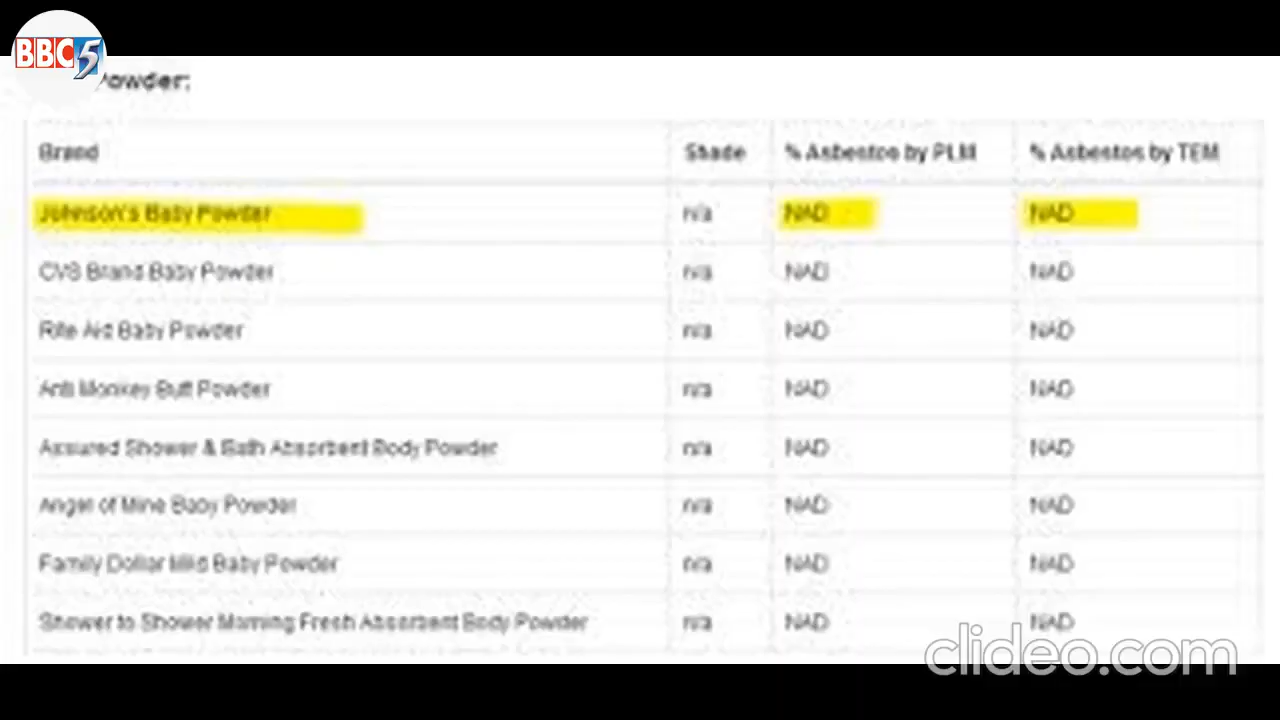 BBC 5
Powder:
Brand Shade % Asbestos by PLM % Asbestos by TEM
Johnson's Baby Powder n/a NAD NAD
CVS Brand Baby Powder n/a NAD NAD
Rite Aid Baby Powder n/a NAD NAD
Anti Monkey Butt Powder n/a NAD NAD
Assured Shower & Bath Absorbent Body Powder n/a NAD NAD
Angel of Mine Baby Powder n/a NAD NAD
Family Dollar Mild Baby Powder n/a NAD NAD
Shower to Shower Morning Fresh Absorbent Body Powder n/a NAD NAD
clideo.com